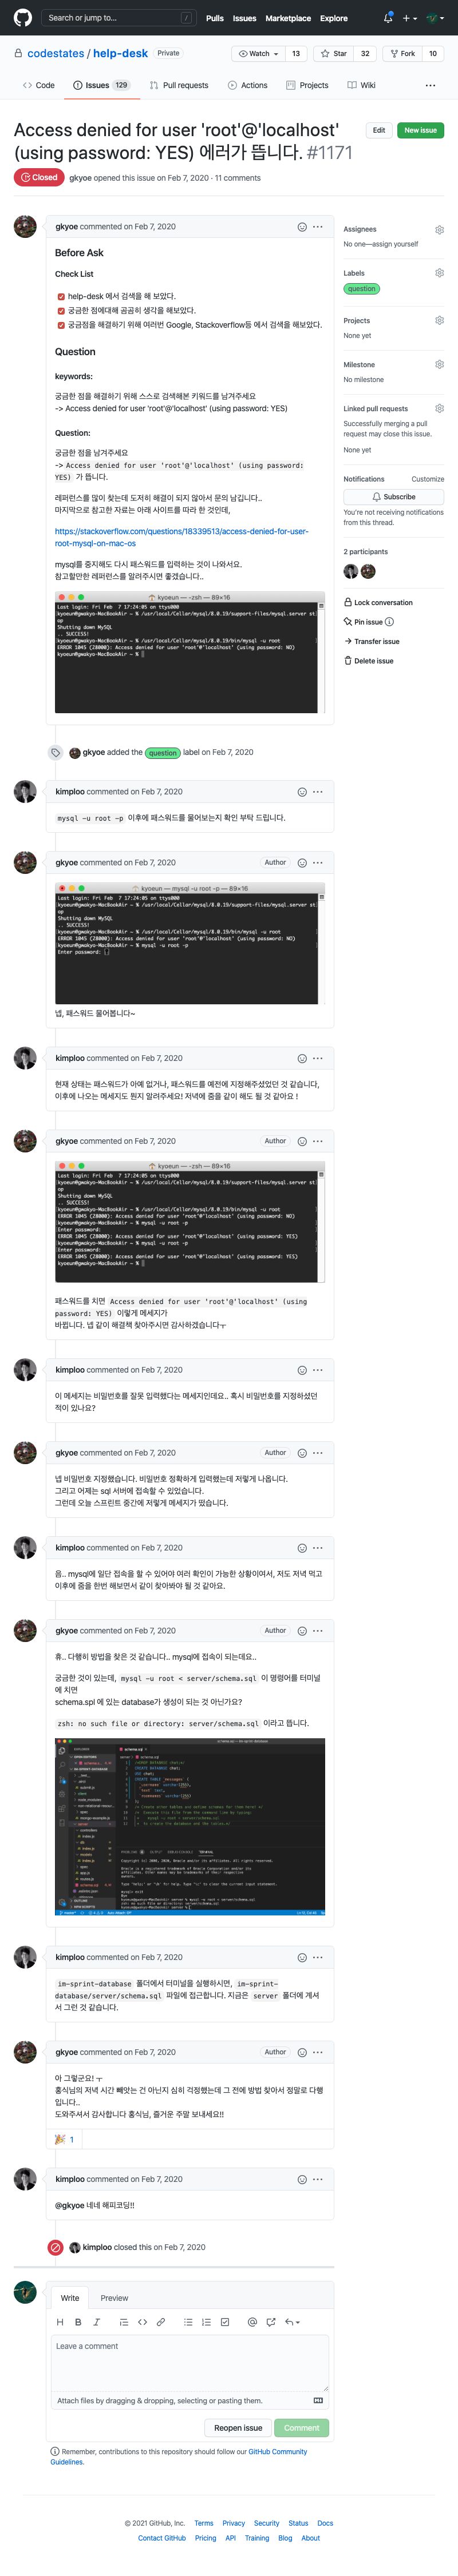 Search or jump to...
/
Pulls
Issues
Marketplace
Explore
codestates / help-desk
Private
Watch
13
Star
32
Fork
10
Code
Issues 129
Pull requests
Actions
Projects
Wiki
Access denied for user 'root'@'localhost'
(using password: YES) 에러가 뜹니다. #1171
Edit
New issue
Closed
gkyoe opened this issue on Feb 7, 2020 · 11 comments
gkyoe commented on Feb 7, 2020
Before Ask
Check List
help-desk 에서 검색을 해 보았다.
궁금한 점에대해 곰곰히 생각을 해보았다.
궁금점을 해결하기 위해 여러번 Google, Stackoverflow등 에서 검색을 해보았다.
Question
keywords:
궁금한 점을 해결하기 위해 스스로 검색해본 키워드를 남겨주세요
-> Access denied for user 'root'@'localhost' (using password: YES)
Question:
궁금한 점을 남겨주세요
-> Access denied for user 'root'@'localhost' (using password:
YES) 가 뜹니다.
레퍼런스를 많이 찾는데 도저히 해결이 되지 않아서 문의 남깁니다..
마지막으로 참고한 자료는 아래 사이트를 따라 한 것인데,
https://stackoverflow.com/questions/18339513/access-denied-for-user-
root-mysql-on-mac-os
mysql를 중지해도 다시 패스워드를 입력하는 것이 나와서요.
참고할만한 레퍼런스를 알려주시면 좋겠습니다..
kyoeun — -zsh — 89×16
Last login: Fri Feb 7 17:24:05 on ttys000
gwakyo-MacBookAir ~ % /usr/local/Cellar/mysql/8.0.19/support-files/mysql.server st
op
Shutting down MySQL
.. SUCCESS!
gwakyo-MacBookAir ~ % /usr/local/Cellar/mysql/8.0.19/bin/mysql -u root
ERROR 1045 (28000): Access denied for user 'root'@'localhost' (using password: NO)
gkyoe added the question label on Feb 7, 2020
kimploo commented on Feb 7, 2020
mysql -u root -p 이후에 패스워드를 물어보는지 확인 부탁 드립니다.
gkyoe commented on Feb 7, 2020
Author
kyoeun — mysql -u root -p — 89×16
Last login: Fri Feb 7 17:24:05 on ttys000
gwakyo-MacBookAir ~ % /usr/local/Cellar/mysql/8.0.19/support-files/mysql.server st
op
Shutting down MySQL
.. SUCCESS!
gwakyo-MacBookAir ~ % /usr/local/Cellar/mysql/8.0.19/bin/mysql -u root
ERROR 1045 (28000): Access denied for user 'root'@'localhost' (using password: NO)
gwakyo-MacBookAir ~ % mysql -u root -p
Enter password:
넵, 패스워드 물어봅니다~
kimploo commented on Feb 7, 2020
현재 상태는 패스워드가 아예 없거나, 패스워드를 예전에 지정해주셨었던 것 같습니다,
이후에 나오는 메세지도 뭔지 알려주세요! 저녁에 줌을 같이 해도 될 것 같아요 !
gkyoe commented on Feb 7, 2020
Author
kyoeun — -zsh — 89×16
Last login: Fri Feb 7 17:24:05 on ttys000
gwakyo-MacBookAir ~ % /usr/local/Cellar/mysql/8.0.19/support-files/mysql.server st
op
Shutting down MySQL
.. SUCCESS!
gwakyo-MacBookAir ~ % /usr/local/Cellar/mysql/8.0.19/bin/mysql -u root
ERROR 1045 (28000): Access denied for user 'root'@'localhost' (using password: NO)
gwakyo-MacBookAir ~ % mysql -u root -p
Enter password:
ERROR 1045 (28000): Access denied for user 'root'@'localhost' (using password: YES)
gwakyo-MacBookAir ~ % mysql -u root -p
Enter password:
ERROR 1045 (28000): Access denied for user 'root'@'localhost' (using password: NO)
패스워드를 치면 Access denied for user 'root'@'localhost' (using
password: YES) 이렇게 메세지가
바뀝니다. 넵 같이 해결책 찾아주시면 감사하겠습니다ㅜ
kimploo commented on Feb 7, 2020
이 메세지는 비밀번호를 잘못 입력했다는 메세지인데요.. 혹시 비밀번호를 지정하셨던
적이 있나요?
gkyoe commented on Feb 7, 2020
Author
넵 비밀번호 지정했습니다. 비밀번호 정확하게 입력했는데 저렇게 나옵니다.
그리고 어제는 sql 서버에 접속할 수 있었습니다.
그런데 오늘 스프린트 중간에 저렇게 메세지가 떴습니다.
kimploo commented on Feb 7, 2020
음.. mysql에 일단 접속을 할 수 있어야 여러 확인이 가능한 상황이여서, 저도 저녁 먹고
이후에 줌을 한번 해보면서 같이 찾아봐야 될 것 같아요.
gkyoe commented on Feb 7, 2020
Author
휴.. 다행히 방법을 찾은 것 같습니다.. mysql에 접속이 되는데요..
궁금한 것이 있는데, mysql -u root < server/schema.sql 이 명령어를 터미널
에 치면
schema.spl 에 있는 database가 생성이 되는 것 아닌가요?
zsh: no such file or directory: server/schema.sql 이라고 뜹니다.
kimploo commented on Feb 7, 2020
im-sprint-database 폴더에서 터미널을 실행하시면, im-sprint-
database/server/schema.sql 파일에 접근합니다. 지금은 server 폴더에 계셔
서 그런 것 같습니다.
gkyoe commented on Feb 7, 2020
Author
아 그렇군요! ㅜ
홍식님의 저녁 시간 빼앗는 건 아닌지 심히 걱정했는데 그 전에 방법 찾아서 정말로 다행
입니다..
도와주셔서 감사합니다 홍식님, 즐거운 주말 보내세요!!
1
kimploo commented on Feb 7, 2020
@gkyoe 네네 해피코딩!!
kimploo closed this on Feb 7, 2020
Write
Preview
Leave a comment
Attach files by dragging & dropping, selecting or pasting them.
Reopen issue
Comment
Remember, contributions to this repository should follow our GitHub Community
Guidelines.
Assignees
No one—assign yourself
Labels
question
Projects
None yet
Milestone
No milestone
Linked pull requests
Successfully merging a pull
request may close this issue.
None yet
Notifications
Customize
Subscribe
You're not receiving notifications
from this thread.
2 participants
Lock conversation
Pin issue
Transfer issue
Delete issue
© 2021 GitHub, Inc.
Terms
Privacy
Security
Status
Docs
Contact GitHub
Pricing
API
Training
Blog
About